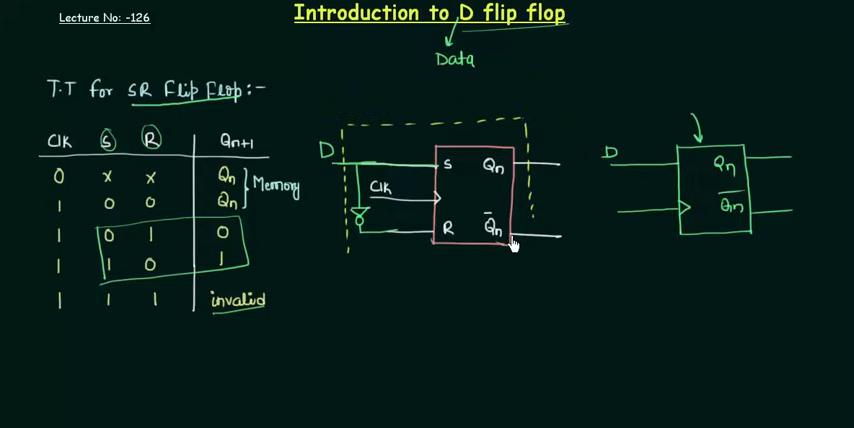 Lecture No: -126
Introduction to D flip flop
Data
T.T for SR Flip Flop:-
Clk S R Qn+1
0 x x Qn
1 0 0 Qn
Memory
1 0 1 0
1 1 0 1
1 1 1 invalid
D
S Qn
Clk
R Q̅n
D
Qn
Q̅n